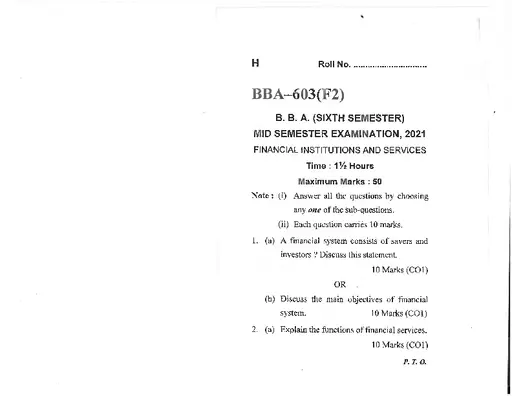 H Roll No. ..............................
BBA–603(F2)
B. B. A. (SIXTH SEMESTER)
MID SEMESTER EXAMINATION, 2021
FINANCIAL INSTITUTIONS AND SERVICES
Time : 1½ Hours
Maximum Marks : 50
Note : (i) Answer all the questions by choosing
any one of the sub-questions.
(ii) Each question carries 10 marks.
1. (a) A financial system consists of savers and
investors ? Discuss this statement.
10 Marks (CO1)
OR
(b) Discuss the main objectives of financial
system. 10 Marks (CO1)
2. (a) Explain the functions of financial services.
10 Marks (CO1)
P. T. O.